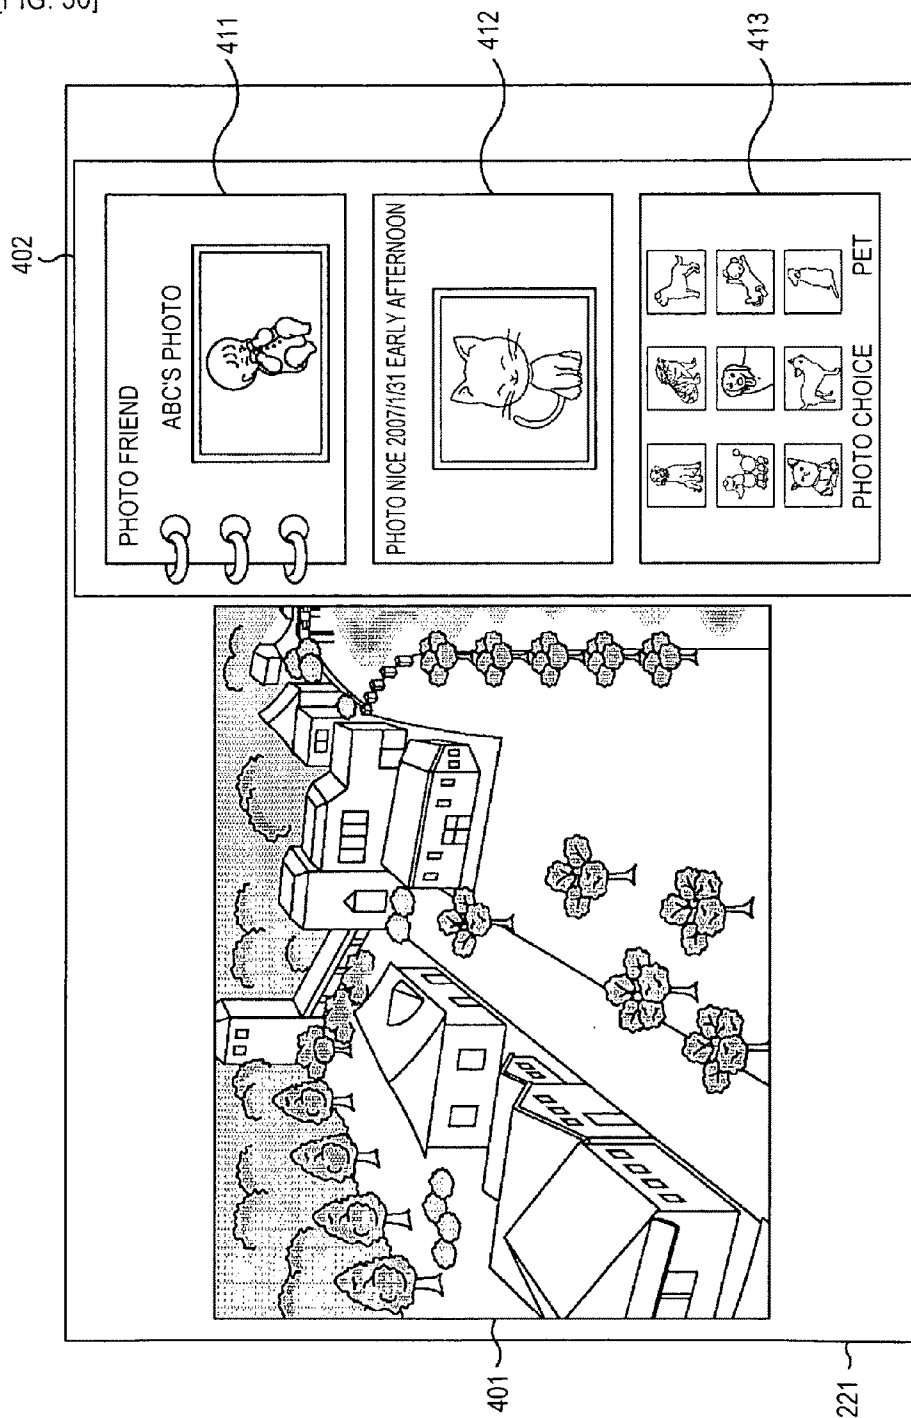 [FIG. 30]
402
411
PHOTO FRIEND
ABC'S PHOTO
412
PHOTO NICE 2007/1/31 EARLY AFTERNOON
413
PHOTO CHOICE PET
401
221